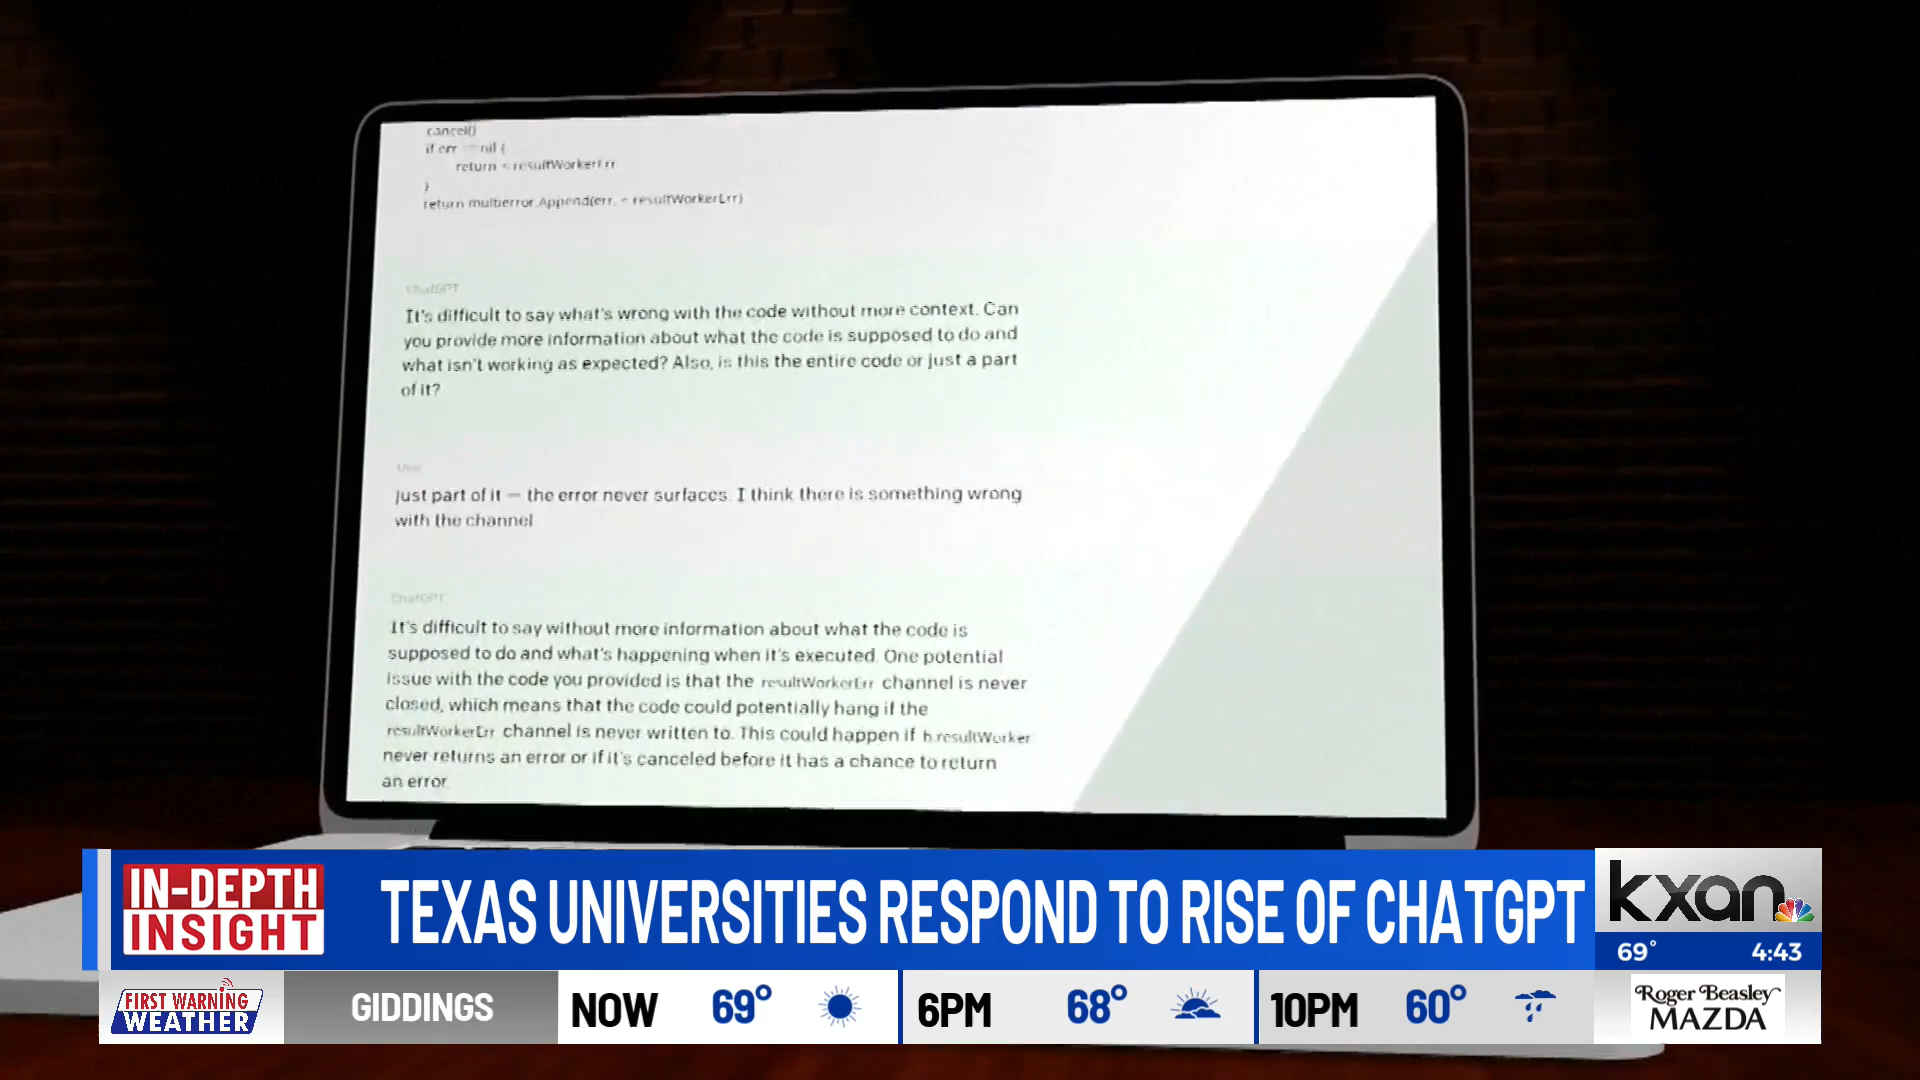 cancel()
if err == nil {
return <-resultWorkerErr
}
return multierror.Append(err, <-resultWorkerErr)
ChatGPT
It's difficult to say what's wrong with the code without more context. Can
you provide more information about what the code is supposed to do and
what isn't working as expected? Also, is this the entire code or just a part
of it?
User
Just part of it — the error never surfaces. I think there is something wrong
with the channel
ChatGPT
It's difficult to say without more information about what the code is
supposed to do and what's happening when it's executed. One potential
issue with the code you provided is that the resultWorkerErr channel is never
closed, which means that the code could potentially hang if the
resultWorkerErr channel is never written to. This could happen if b.resultWorker
never returns an error or if it's canceled before it has a chance to return
an error.
IN-DEPTH
INSIGHT
TEXAS UNIVERSITIES RESPOND TO RISE OF CHATGPT
kxan
69° 4:43
FIRST WARNING
WEATHER
GIDDINGS
NOW 69°
6PM 68°
10PM 60°
Roger Beasley
MAZDA